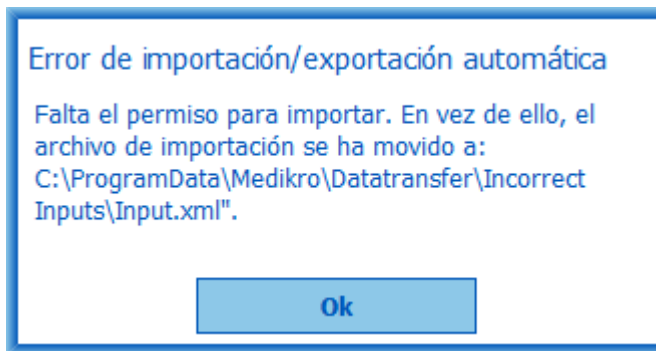 Error de importación/exportación automática
Falta el permiso para importar. En vez de ello, el
archivo de importación se ha movido a:
C:\ProgramData\Medikro\Datatransfer\Incorrect
Inputs\Input.xml".
Ok